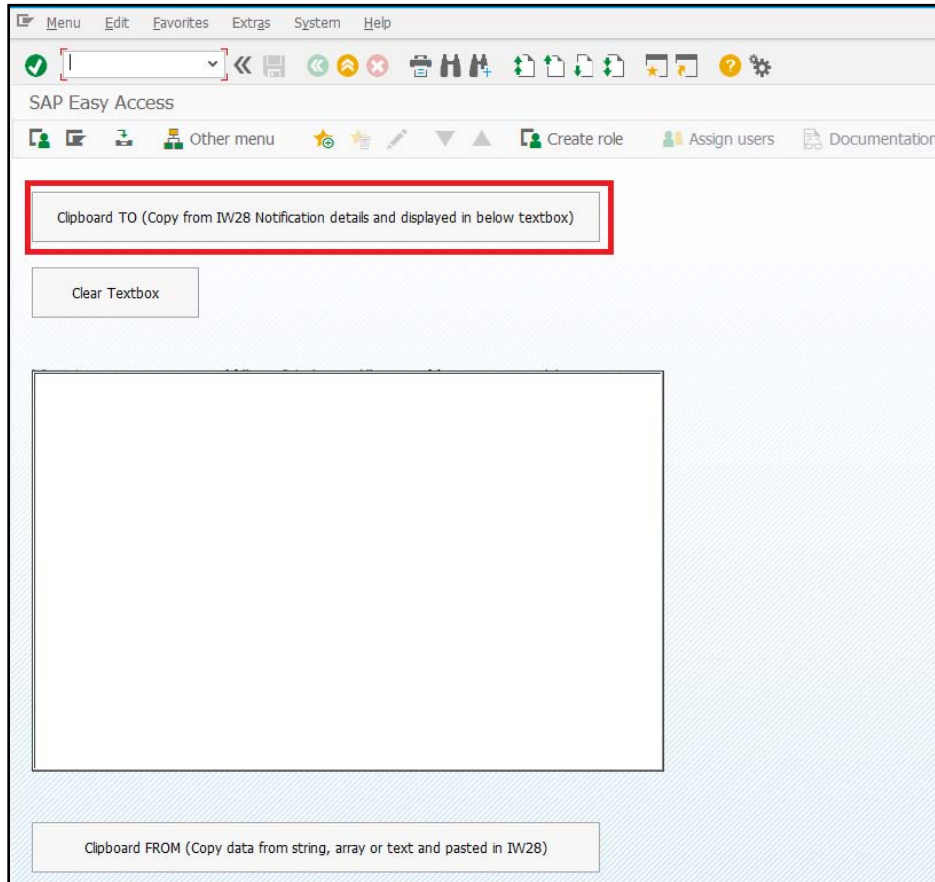 Menu Edit Favorites Extras System Help
SAP Easy Access
Other menu Create role Assign users Documentation
Clipboard TO (Copy from IW28 Notification details and displayed in below textbox)
Clear Textbox
Clipboard FROM (Copy data from string, array or text and pasted in IW28)